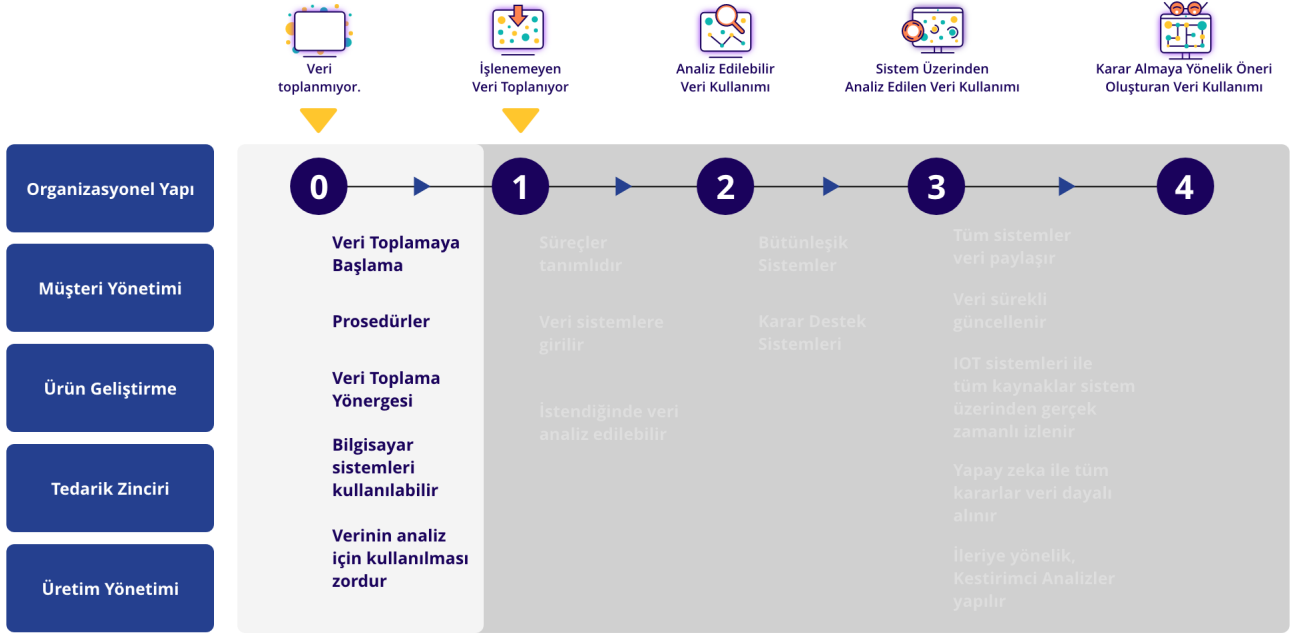 Veri
toplanmıyor.
İşlenemeyen
Veri Toplanıyor
Analiz Edilebilir
Veri Kullanımı
Sistem Üzerinden
Analiz Edilen Veri Kullanımı
Karar Almaya Yönelik Öneri
Oluşturan Veri Kullanımı
Organizasyonel Yapı
Müşteri Yönetimi
Ürün Geliştirme
Tedarik Zinciri
Üretim Yönetimi
0
1
2
3
4
Veri Toplamaya
Başlama
Prosedürler
Veri Toplama
Yönergesi
Bilgisayar
sistemleri
kullanılabilir
Verinin analiz
için kullanılması
zordur
Süreçler
tanımlıdır
Veri sistemlere
girilir
İstendiğinde veri
analiz edilebilir
Bütünleşik
Sistemler
Karar Destek
Sistemleri
Tüm sistemler
veri paylaşır
Veri sürekli
güncellenir
IOT sistemleri ile
tüm kaynaklar sistem
üzerinden gerçek
zamanlı izlenir
Yapay zeka ile tüm
kararlar veri dayalı
alınır
İleriye yönelik,
Kestirimci Analizler
yapılır